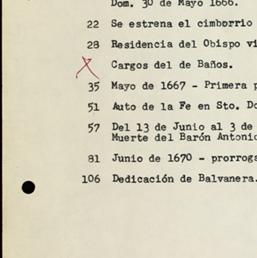 Dom. 30 de Mayo 1666.
22 Se estrena el cimborrio
28 Residencia del Obispo vi
Cargos del de Baños.
35 Mayo de 1667 - Primera p
51 Auto de la Fe en Sto. Do
57 Del 13 de Junio al 3 de
Muerte del Barón Antonio
81 Junio de 1670 - prorrog
106 Dedicación de Balvanera.